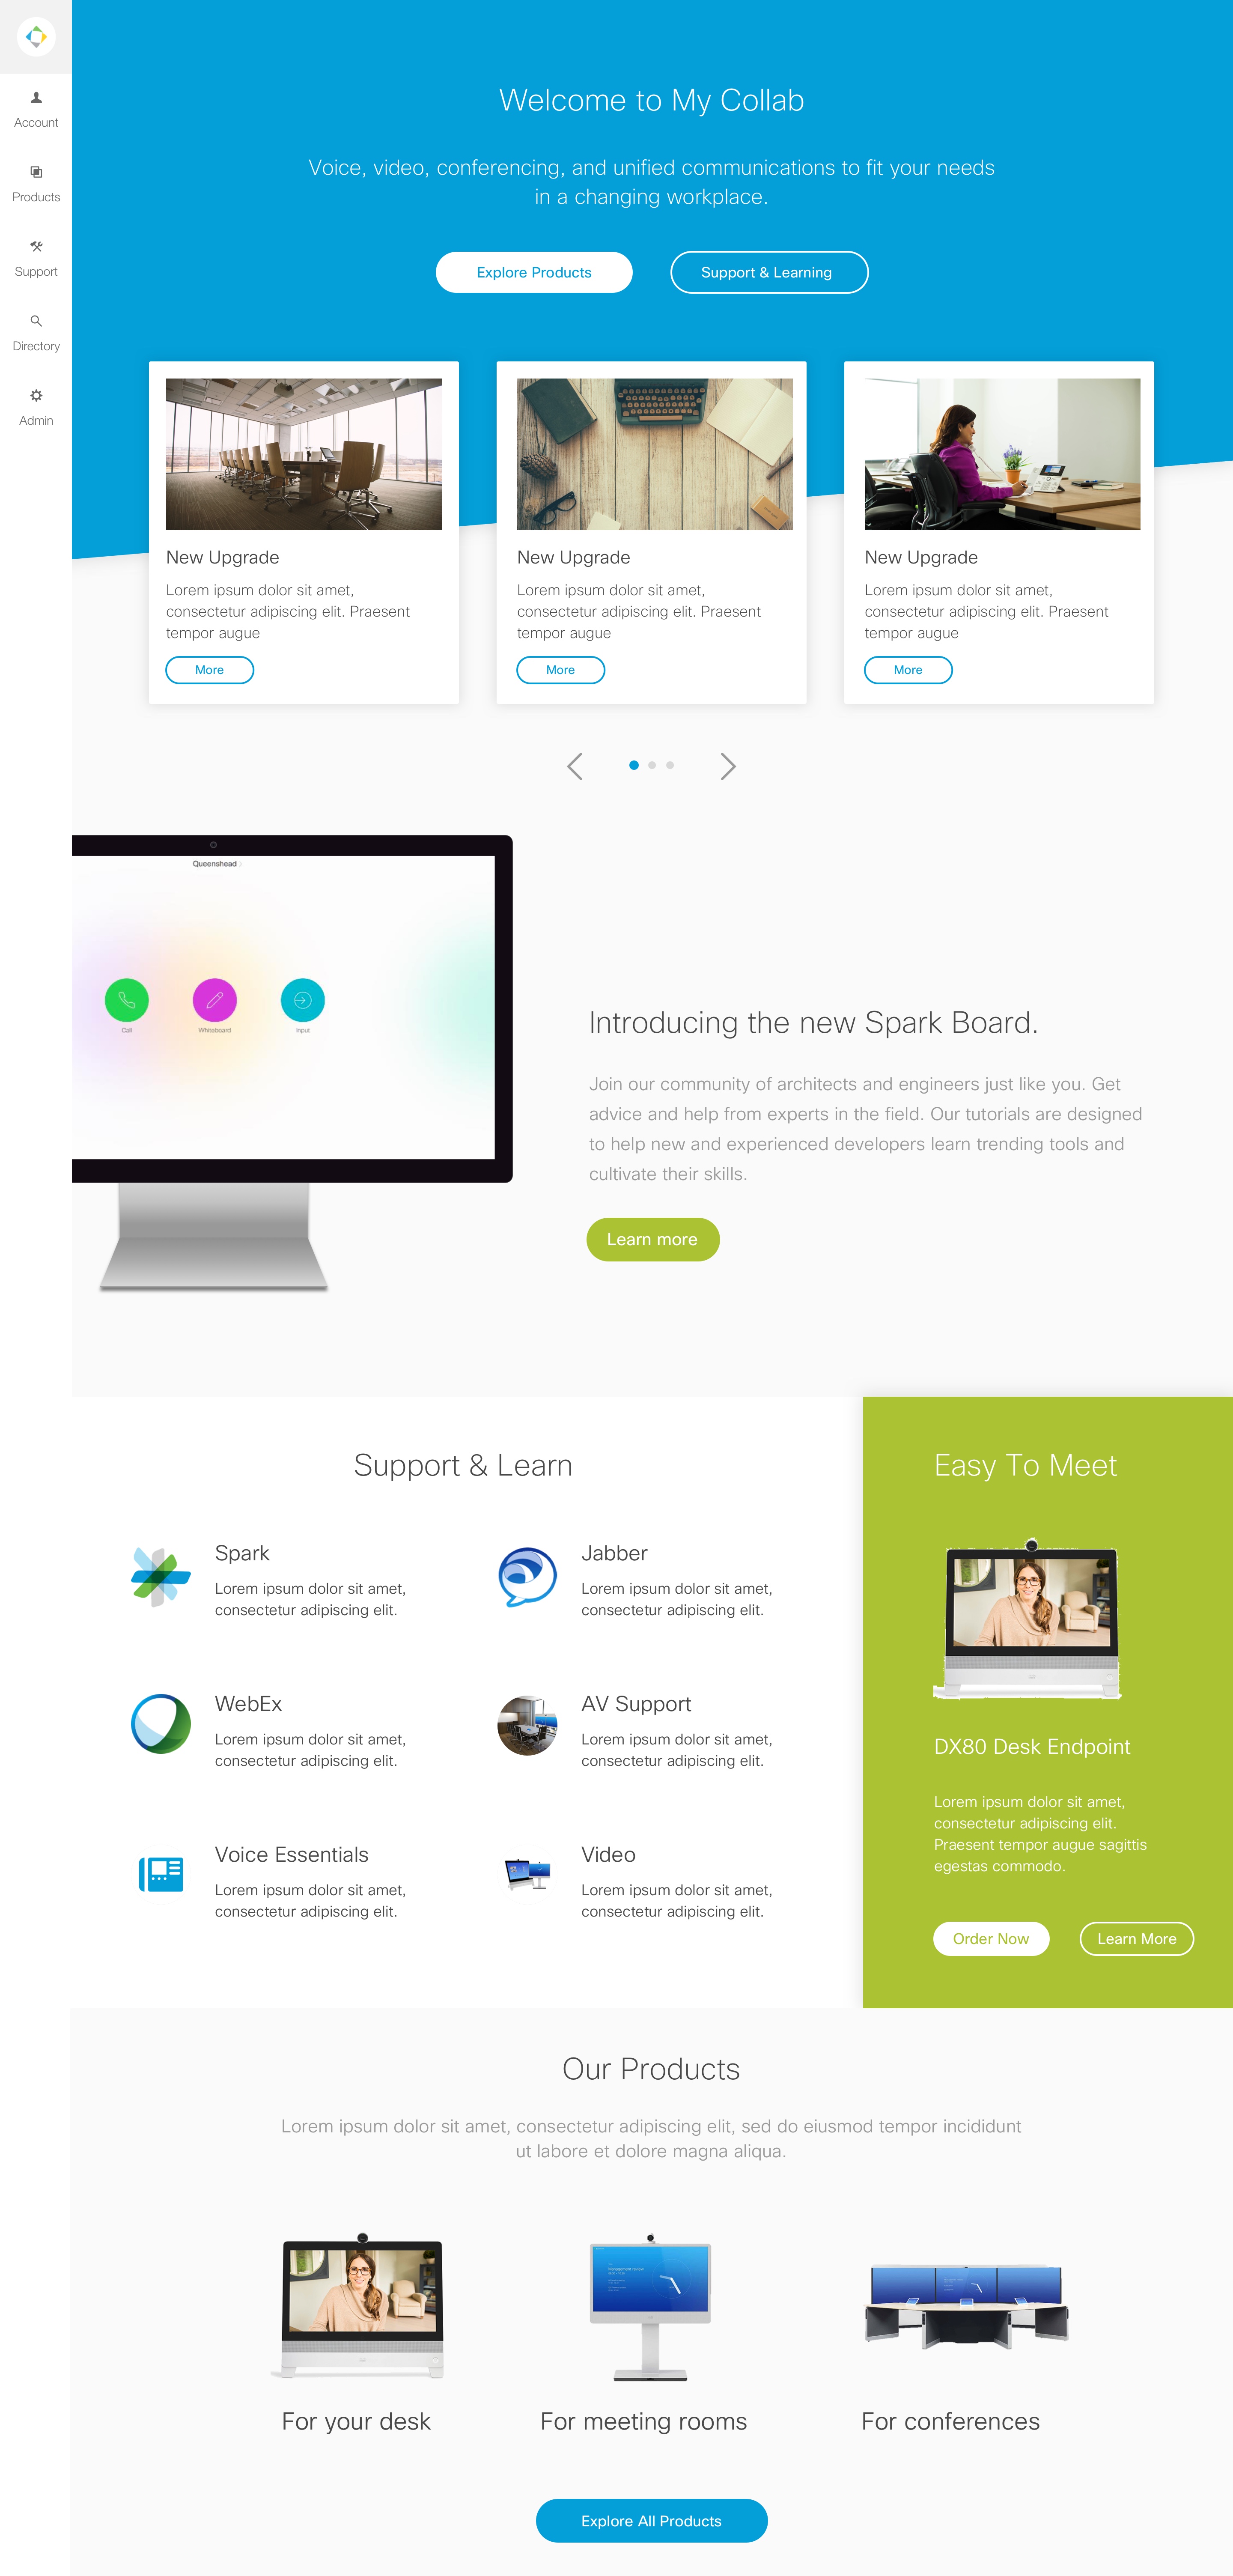 Account
Products
Support
Directory
Admin
Welcome to My Collab
Voice, video, conferencing, and unified communications to fit your needs
in a changing workplace.
Explore Products
Support & Learning
New Upgrade
Lorem ipsum dolor sit amet,
consectetur adipiscing elit. Praesent
tempor augue
More
New Upgrade
Lorem ipsum dolor sit amet,
consectetur adipiscing elit. Praesent
tempor augue
More
New Upgrade
Lorem ipsum dolor sit amet,
consectetur adipiscing elit. Praesent
tempor augue
More
Queenshead
Call
Whiteboard
Input
Introducing the new Spark Board.
Join our community of architects and engineers just like you. Get
advice and help from experts in the field. Our tutorials are designed
to help new and experienced developers learn trending tools and
cultivate their skills.
Learn more
Support & Learn
Spark
Lorem ipsum dolor sit amet,
consectetur adipiscing elit.
Jabber
Lorem ipsum dolor sit amet,
consectetur adipiscing elit.
WebEx
Lorem ipsum dolor sit amet,
consectetur adipiscing elit.
AV Support
Lorem ipsum dolor sit amet,
consectetur adipiscing elit.
Voice Essentials
Lorem ipsum dolor sit amet,
consectetur adipiscing elit.
Video
Lorem ipsum dolor sit amet,
consectetur adipiscing elit.
Easy To Meet
DX80 Desk Endpoint
Lorem ipsum dolor sit amet,
consectetur adipiscing elit.
Praesent tempor augue sagittis
egestas commodo.
Order Now
Learn More
Our Products
Lorem ipsum dolor sit amet, consectetur adipiscing elit, sed do eiusmod tempor incididunt
ut labore et dolore magna aliqua.
For your desk
For meeting rooms
For conferences
Explore All Products